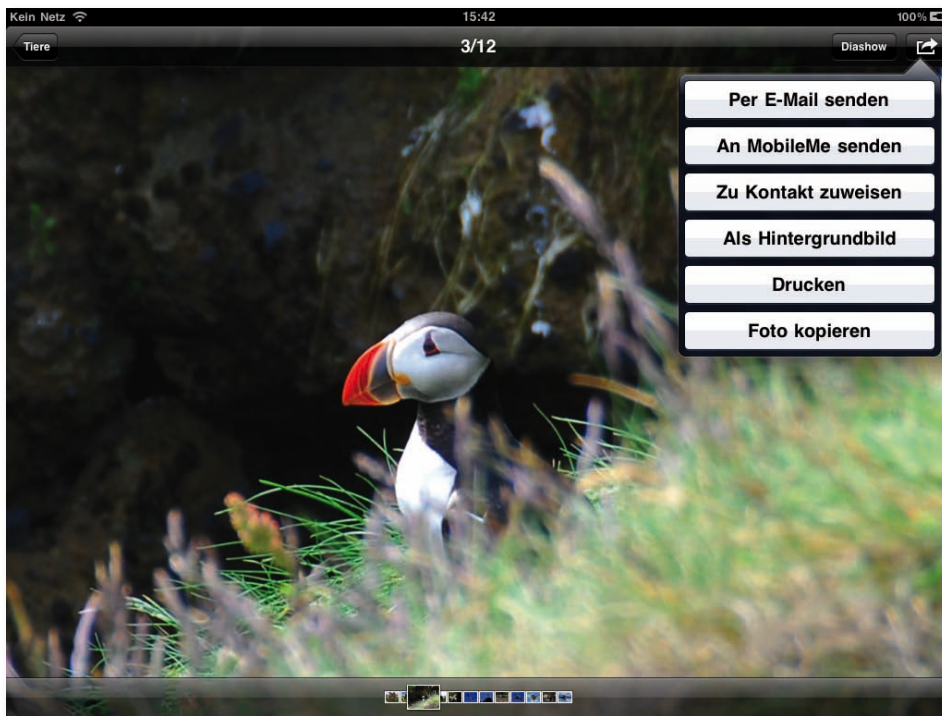 Kein Netz 15:42 100%
Tiere 3/12 Diashow
Per E-Mail senden
An MobileMe senden
Zu Kontakt zuweisen
Als Hintergrundbild
Drucken
Foto kopieren